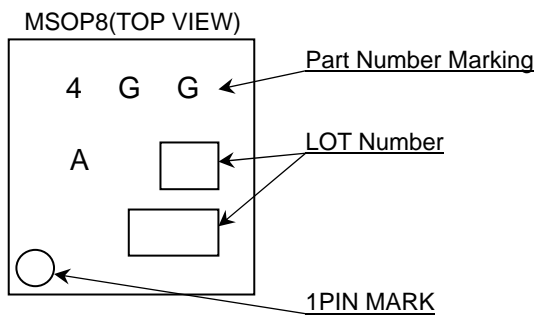 MSOP8(TOP VIEW)
Part Number Marking
4 G G
LOT Number
A
1PIN MARK